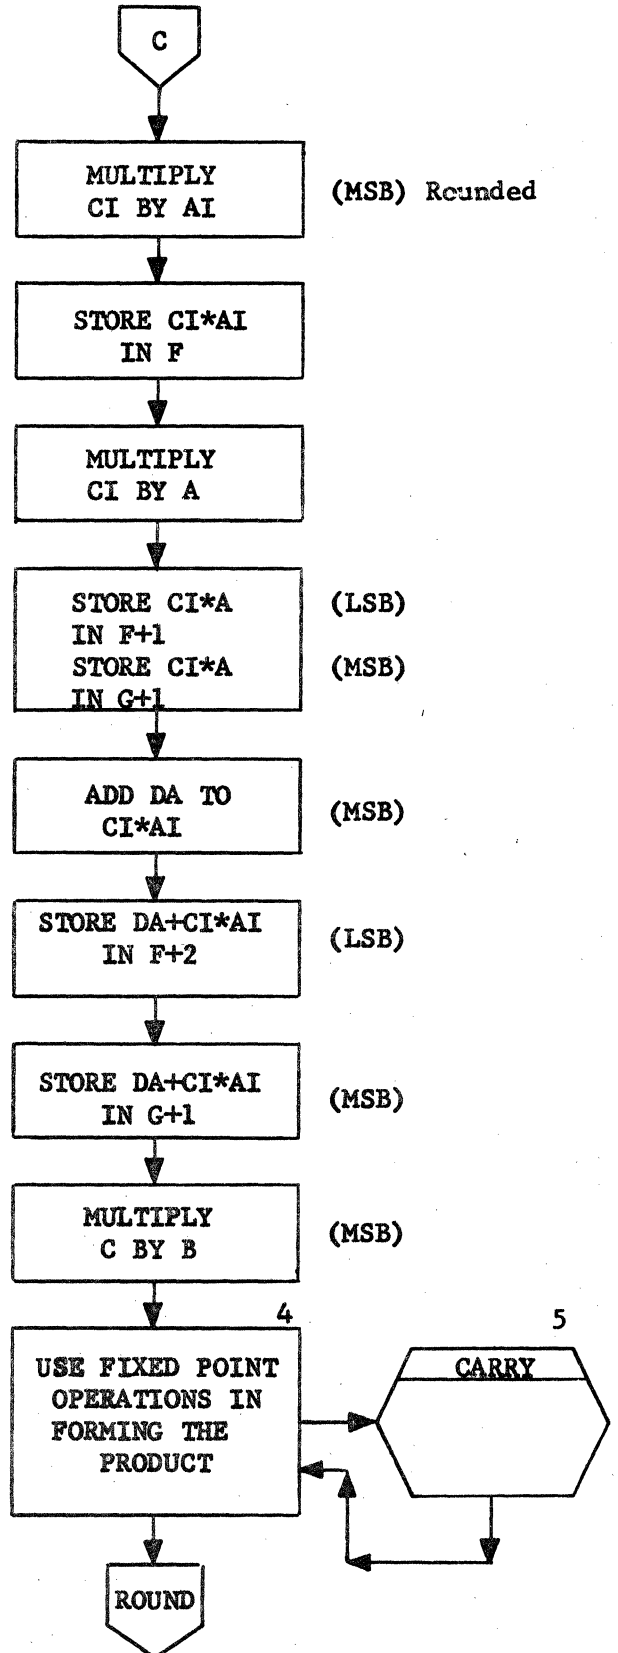 C
MULTIPLY
CI BY AI
(MSB) Rounded
STORE CI*AI
IN F
MULTIPLY
CI BY A
STORE CI*A
(LSB)
IN F+1
STORE CI*A
(MSB)
IN G+1
ADD DA TO
CI*AI
(MSB)
STORE DA+CI*AI
IN F+2
(LSB)
STORE DA+CI*AI
IN G+1
(MSB)
MULTIPLY
C BY B
(MSB)
4
USE FIXED POINT
OPERATIONS IN
FORMING THE
PRODUCT
5
CARRY
ROUND